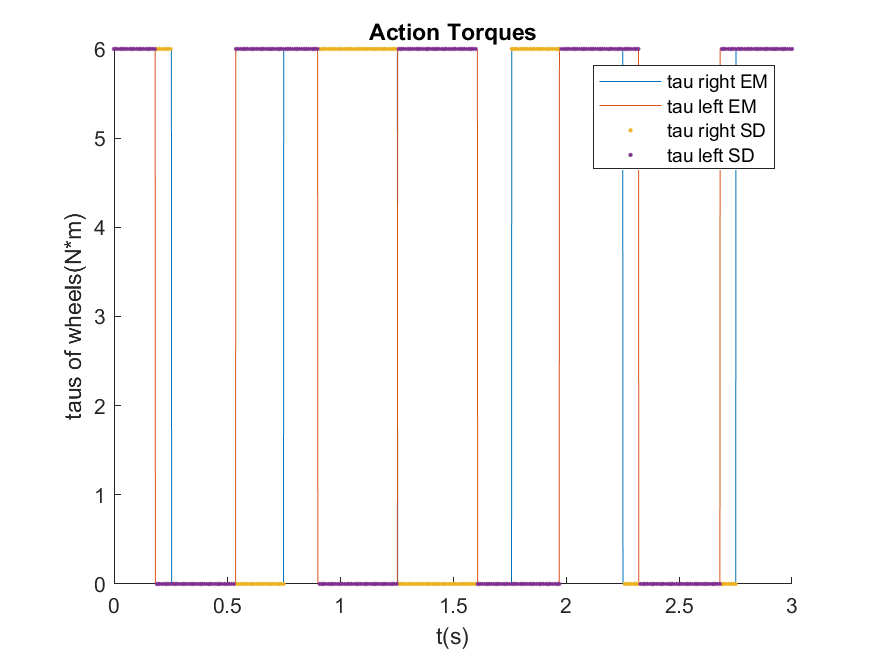 Action Torques
6
5
4
3
2
1
0
taus of wheels(N*m)
tau right EM
tau left EM
tau right SD
tau left SD
0 0.5 1 1.5 2 2.5 3
t(s)